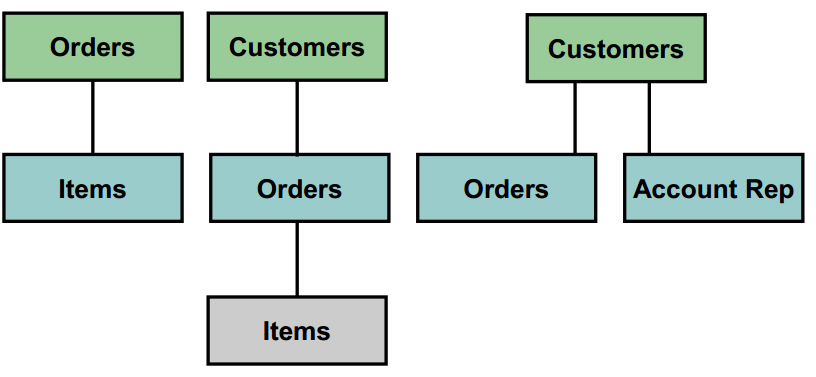 Orders
Customers
Customers
Items
Orders
Orders
Account Rep
Items